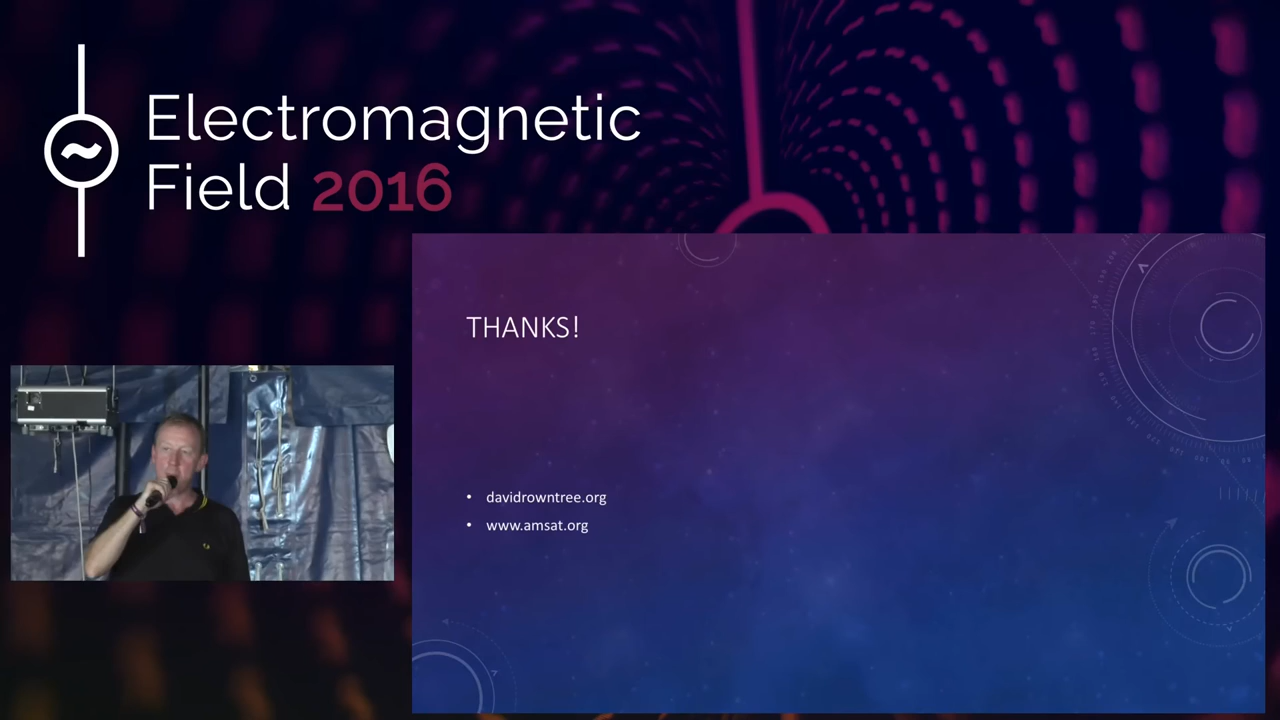 Electromagnetic
Field 2016
THANKS!
• davidrowntree.org
• www.amsat.org